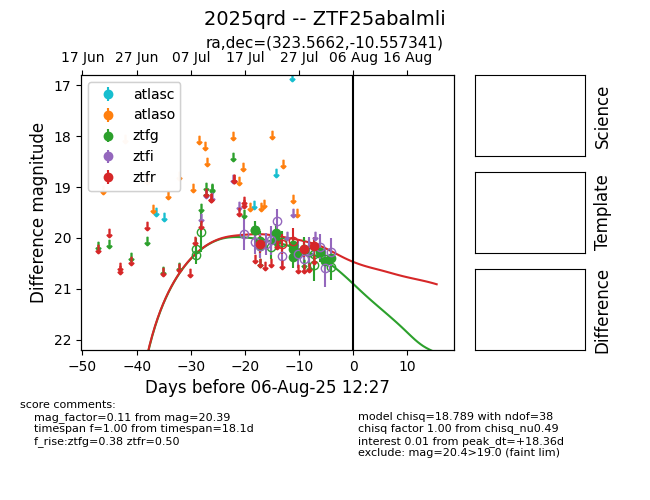 2025qrd -- ZTF25abalmli
ra,dec=(323.5662,-10.557341)
17 Jun 27 Jun 07 Jul 17 Jul 27 Jul 06 Aug 16 Aug
17
18
19
20
21
22
Difference magnitude
atlasc
atlaso
ztfg
ztfi
ztfr
−50 −40 −30 −20 −10 0 10
Days before 06-Aug-25 12:27
Science
Template
Difference
score comments:
mag_factor=0.11 from mag=20.39
timespan f=1.00 from timespan=18.1d
f_rise:ztfg=0.38 ztfr=0.50
model chisq=18.789 with ndof=38
chisq factor 1.00 from chisq_nu0.49
interest 0.01 from peak_dt=+18.36d
exclude: mag=20.4>19.0 (faint lim)